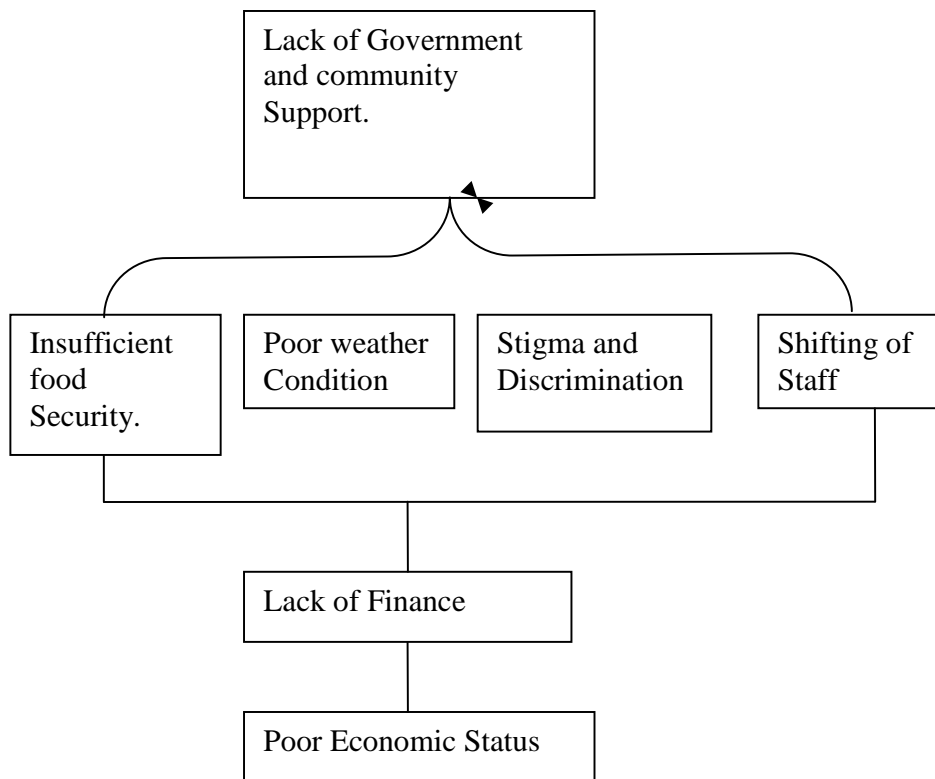 Lack of Government
and community
Support.
Insufficient
food
Security.
Poor weather
Condition
Stigma and
Discrimination
Shifting of
Staff
Lack of Finance
Poor Economic Status